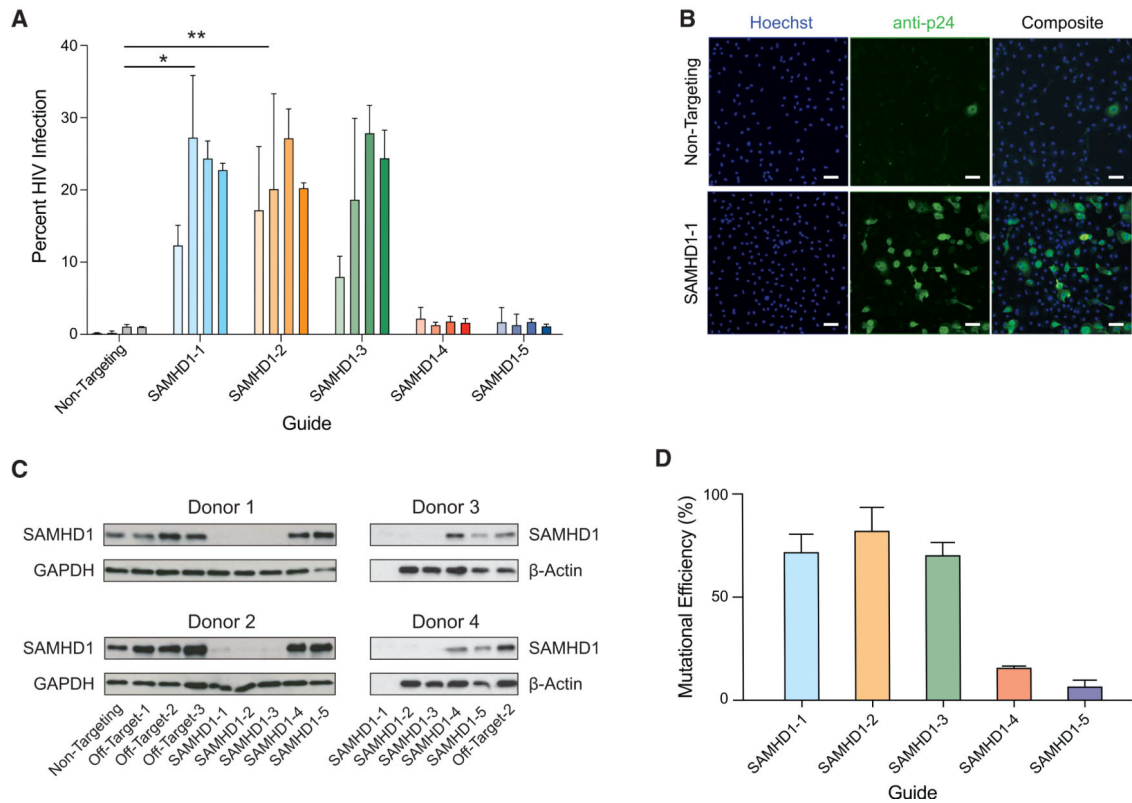 A
40
30
20
10
0
Percent HIV Infection
**
*
Non-Targeting
SAMHD1-1
SAMHD1-2
SAMHD1-3
SAMHD1-4
SAMHD1-5
Guide
B
Hoechst
anti-p24
Composite
Non-Targeting
SAMHD1-1
C
Donor 1
SAMHD1
GAPDH
Donor 3
SAMHD1
β-Actin
Donor 2
SAMHD1
GAPDH
Donor 4
SAMHD1
β-Actin
Non-Targeting
Off-Target-1
Off-Target-2
Off-Target-3
SAMHD1-1
SAMHD1-2
SAMHD1-3
SAMHD1-4
SAMHD1-5
SAMHD1-1
SAMHD1-2
SAMHD1-3
SAMHD1-4
SAMHD1-5
Off-Target-2
D
100
50
0
Mutational Efficiency (%)
SAMHD1-1
SAMHD1-2
SAMHD1-3
SAMHD1-4
SAMHD1-5
Guide